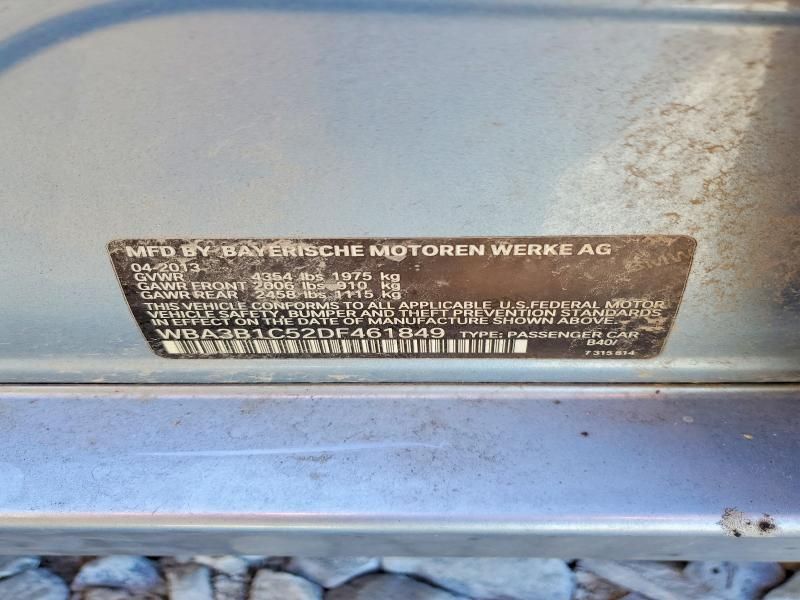 MFD BY BAYERISCHE MOTOREN WERKE AG
04-2013
GVWR 4354 lbs 1975 kg
GAWR FRONT 2006 lbs 910 kg
GAWR REAR 2458 lbs 1115 kg
THIS VEHICLE CONFORMS TO ALL APPLICABLE U.S.FEDERAL MOTOR
VEHICLE SAFETY, BUMPER AND THEFT PREVENTION STANDARDS
IN EFFECT ON THE DATE OF MANUFACTURE SHOWN ABOVE.
WBA3B1C52DF461849 TYPE: PASSENGER CAR
B40/
7 315 814